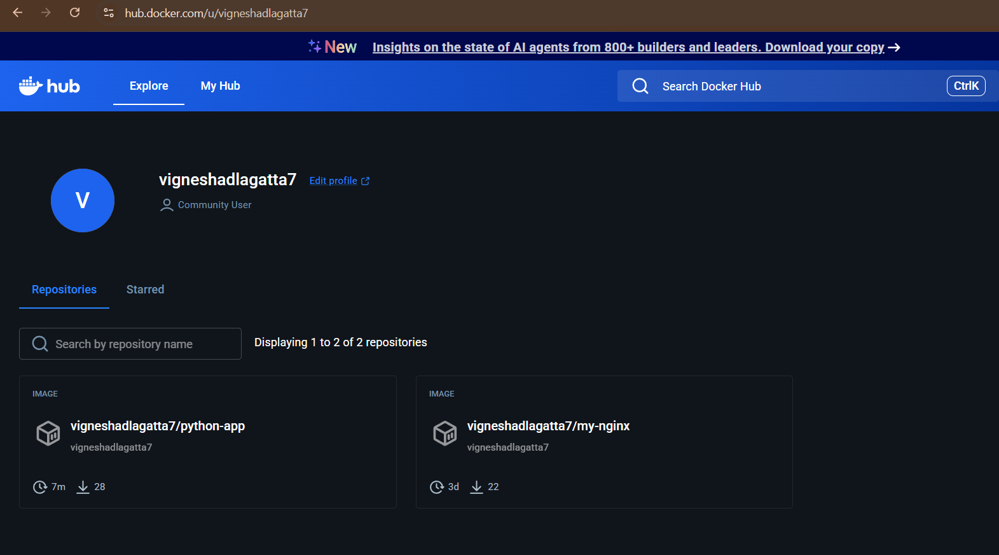 hub.docker.com/u/vigneshadlagatta7
New Insights on the state of AI agents from 800+ builders and leaders. Download your copy →
hub Explore My Hub Search Docker Hub CtrlK
V
vigneshadlagatta7 Edit profile
Community User
Repositories Starred
Search by repository name Displaying 1 to 2 of 2 repositories
IMAGE
vigneshadlagatta7/python-app
vigneshadlagatta7
7m 28
IMAGE
vigneshadlagatta7/my-nginx
vigneshadlagatta7
3d 22